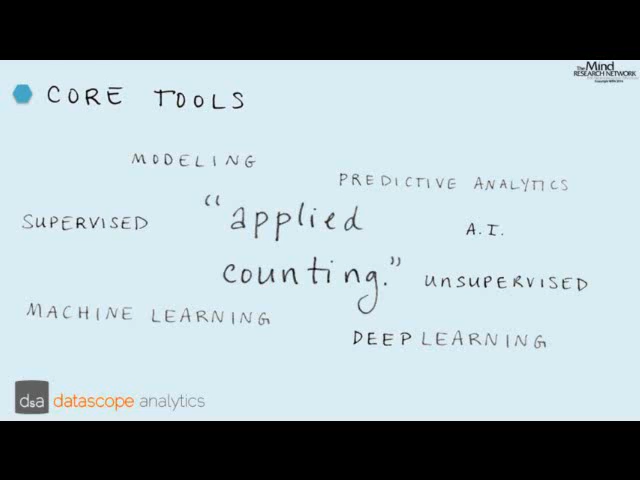 The Mind
RESEARCH NETWORK
CORE TOOLS
MODELING
PREDICTIVE ANALYTICS
SUPERVISED
"applied
A.I.
counting."
UNSUPERVISED
MACHINE LEARNING
DEEP LEARNING
dsa datascope analytics